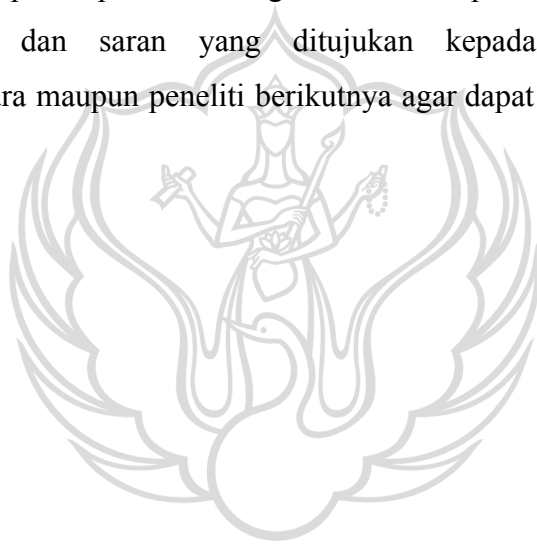 dan saran yang ditujukan kepada
ra maupun peneliti berikutnya agar dapat